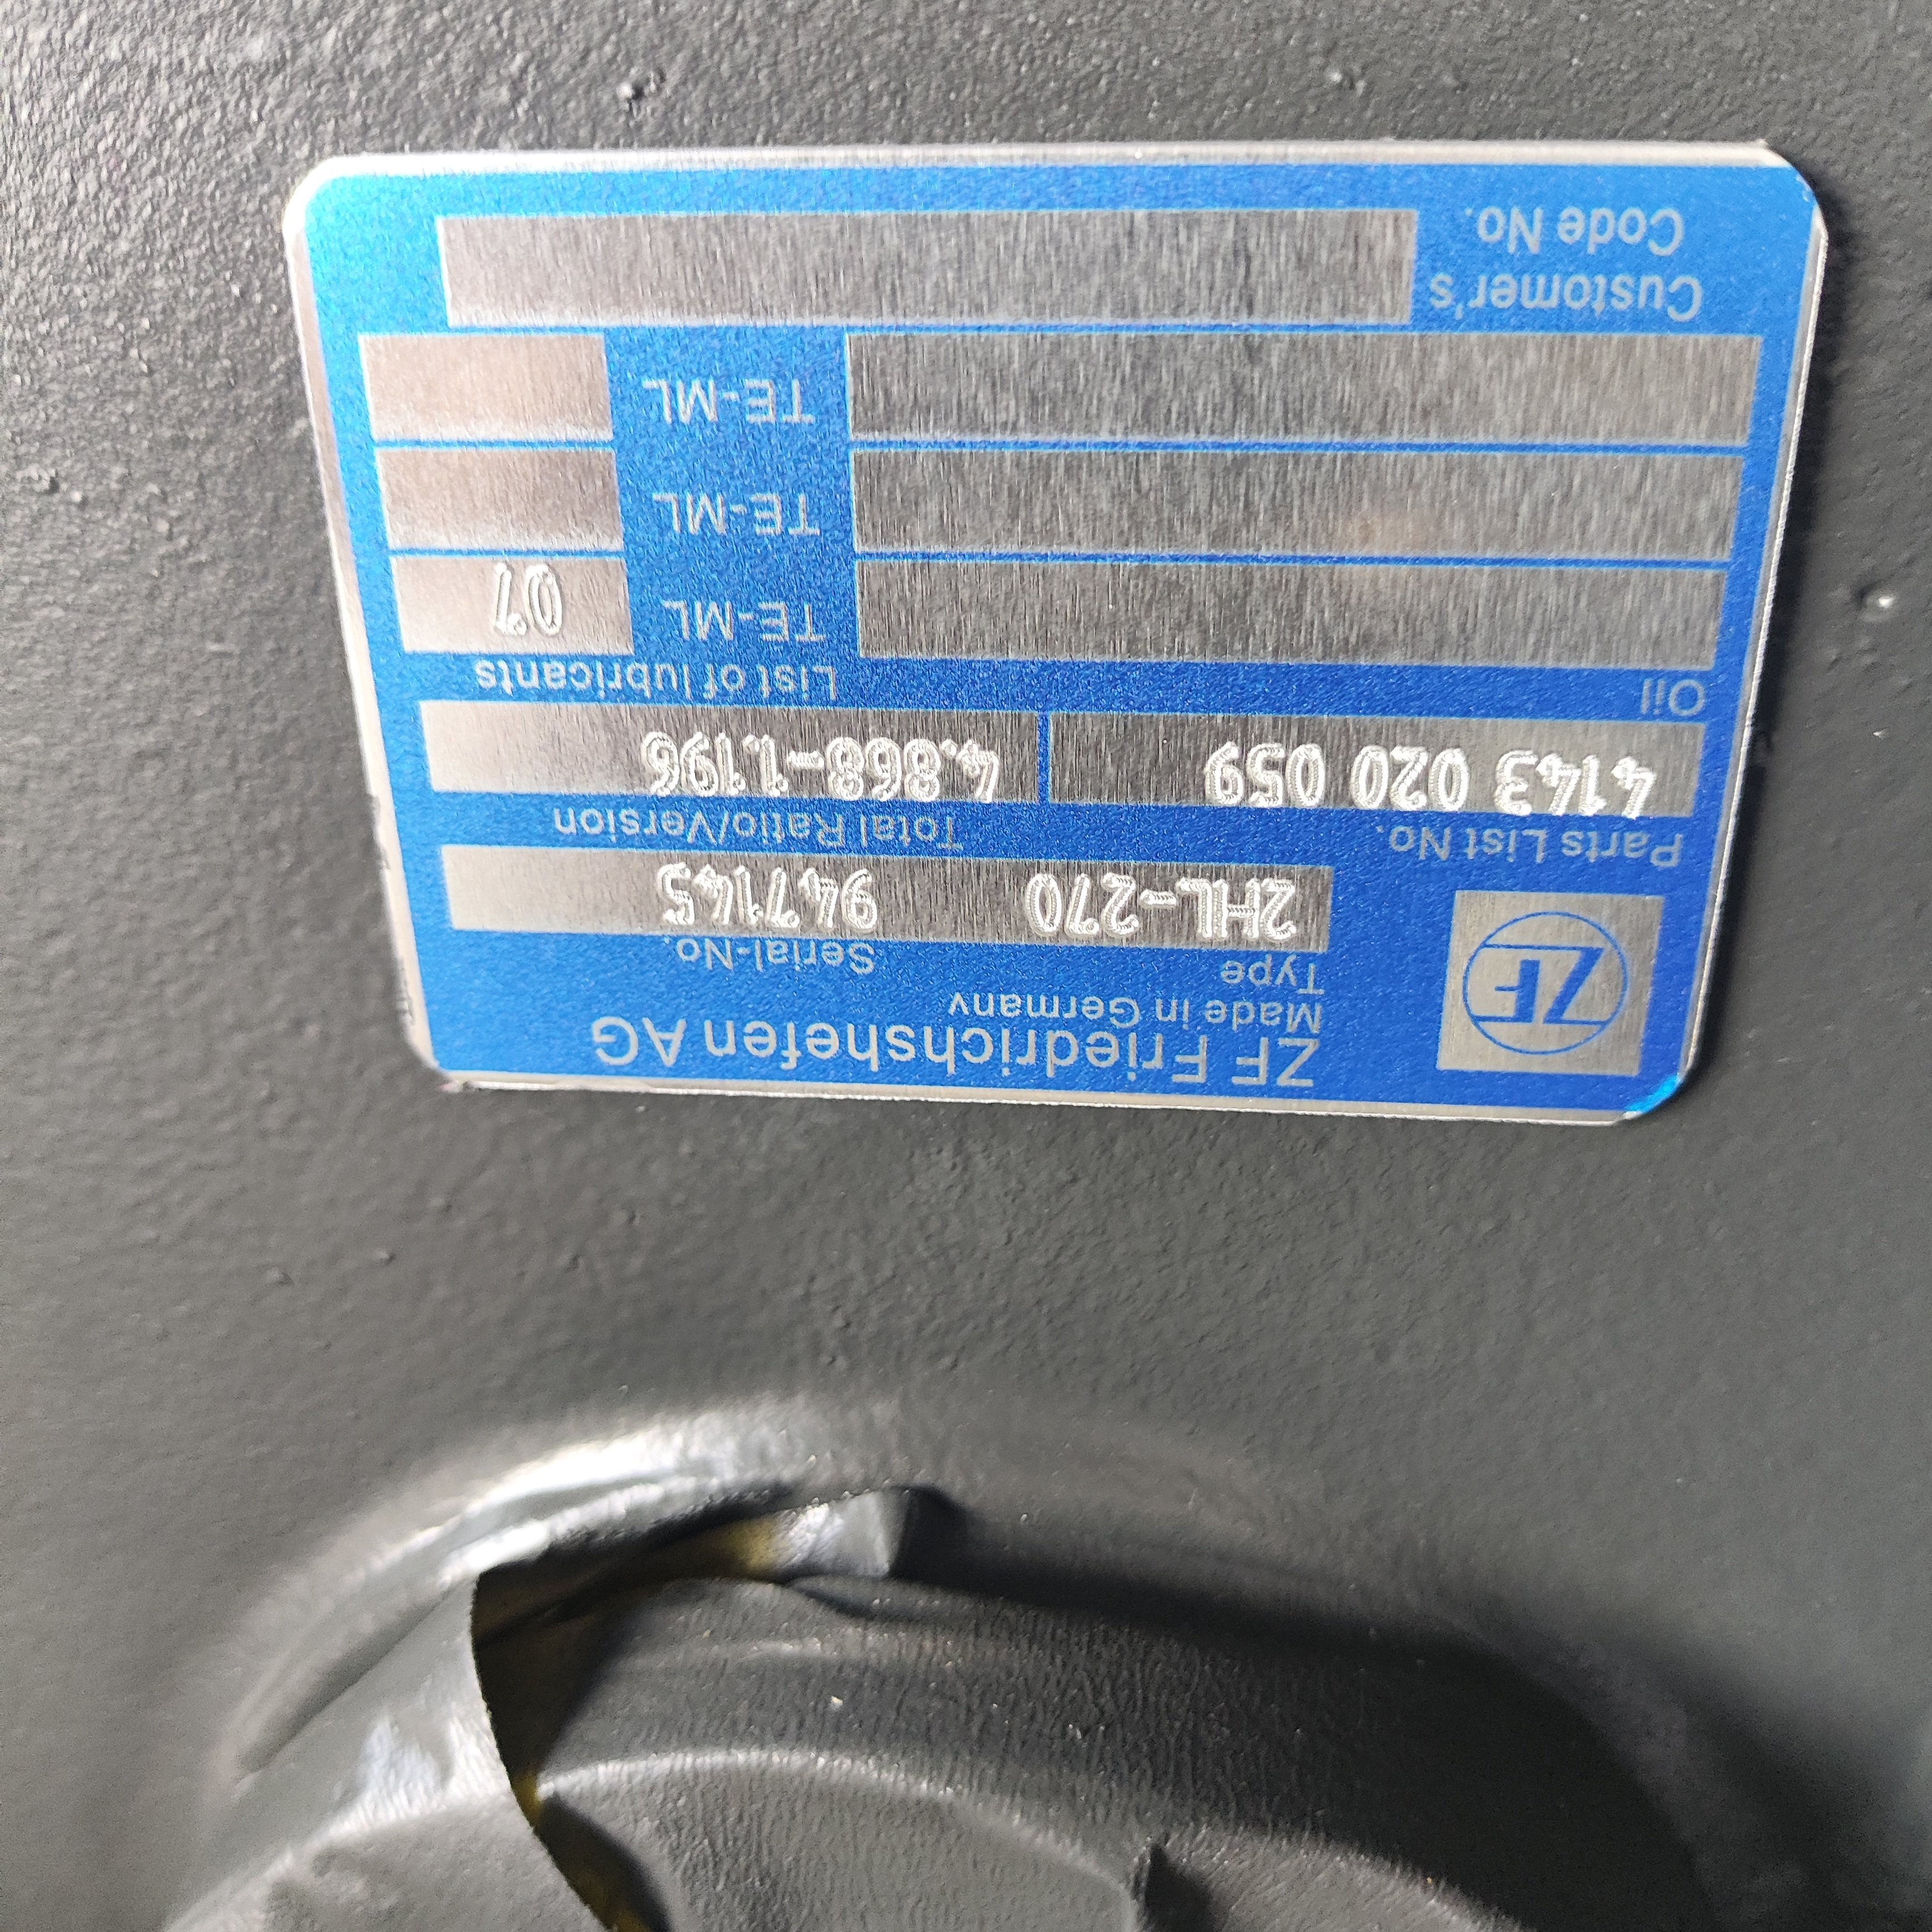 ZF
ZF Friedrichshefen AG
Made in Germany
Type Serial-No.
2HL-270 947145
Parts List No. Total Ratio/Version
4143 020 059 4.868-1.196
Oil List of lubricants
TE-ML 07
TE-ML
TE-ML
Customer's
Code No.